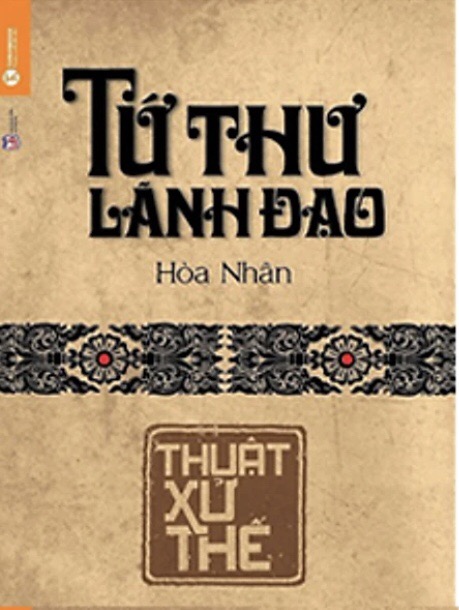 TỨ THƯ
LÃNH ĐẠO
Hòa Nhân
THUẬT
XỬ
THẾ